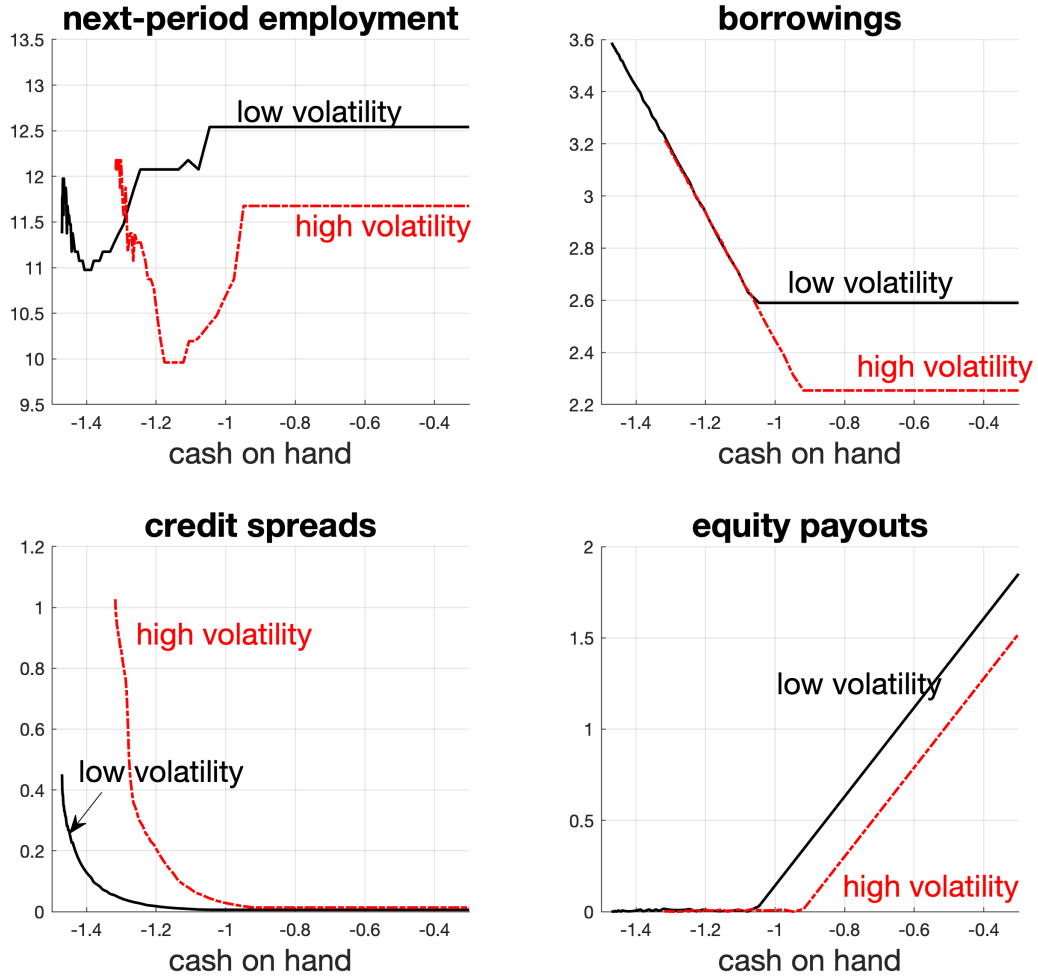 next-period employment
13.5
13
12.5
12
11.5
11
10.5
10
9.5
low volatility
high volatility
-1.4 -1.2 -1 -0.8 -0.6 -0.4
cash on hand
borrowings
3.6
3.4
3.2
3
2.8
2.6
2.4
2.2
low volatility
high volatility
-1.4 -1.2 -1 -0.8 -0.6 -0.4
cash on hand
credit spreads
1.2
1
0.8
0.6
0.4
0.2
0
high volatility
low volatility
-1.4 -1.2 -1 -0.8 -0.6 -0.4
cash on hand
equity payouts
2
1.5
1
0.5
0
low volatility
high volatility
-1.4 -1.2 -1 -0.8 -0.6 -0.4
cash on hand